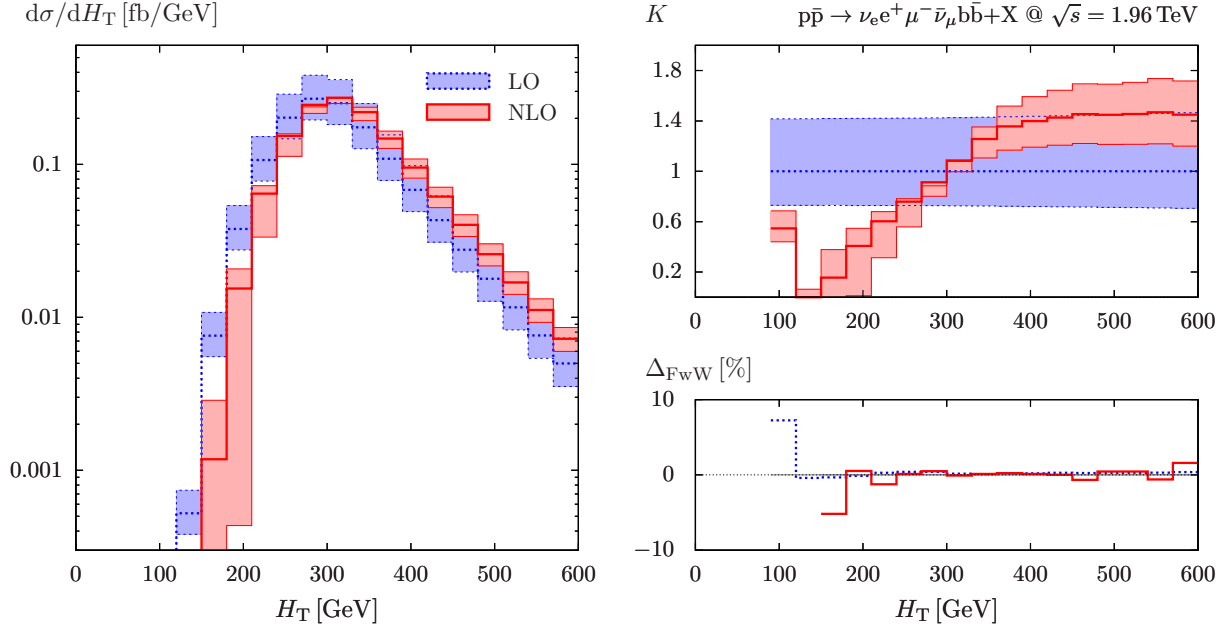 dσ/dH_T [fb/GeV]
LO
NLO
0.1
0.01
0.001
0 100 200 300 400 500 600
H_T [GeV]
K pp̄ → ν_e e⁺ μ⁻ ν̄_μ bb̄+X @ √s = 1.96 TeV
1.8
1.4
1
0.6
0.2
0 100 200 300 400 500 600
Δ_FwW [%]
10
0
−10
0 100 200 300 400 500 600
H_T [GeV]